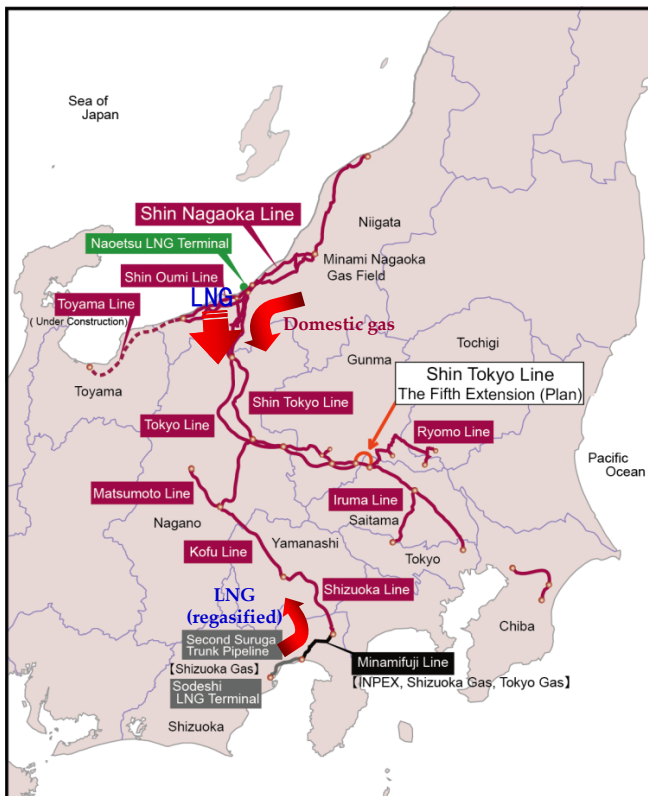 Sea of
Japan
Niigata
Shin Nagaoka Line
Naoetsu LNG Terminal
Minami Nagaoka
Gas Field
Shin Oumi Line
LNG
Toyama Line
( Under Construction)
Domestic gas
Tochigi
Gunma
Toyama
Shin Tokyo Line
The Fifth Extension (Plan)
Shin Tokyo Line
Tokyo Line
Ryomo Line
Pacific
Ocean
Matsumoto Line
Iruma Line
Saitama
Nagano
Yamanashi
Kofu Line
Tokyo
LNG
(regasified)
Shizuoka Line
Chiba
Second Suruga
Trunk Pipeline
【Shizuoka Gas】
Minamifuji Line
【INPEX, Shizuoka Gas, Tokyo Gas】
Sodeshi
LNG Terminal
Shizuoka